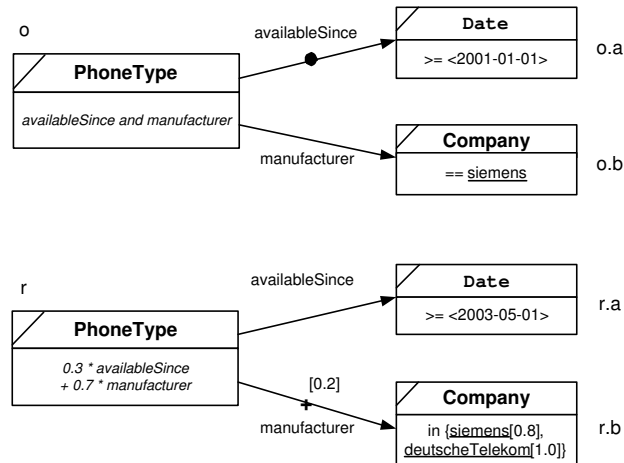 o
availableSince
Date
>= <2001-01-01>
o.a
PhoneType
availableSince and manufacturer
manufacturer
Company
== siemens
o.b
r
availableSince
Date
>= <2003-05-01>
r.a
PhoneType
0.3 * availableSince
+ 0.7 * manufacturer
[0.2]
manufacturer
Company
in {siemens[0.8],
deutscheTelekom[1.0]}
r.b